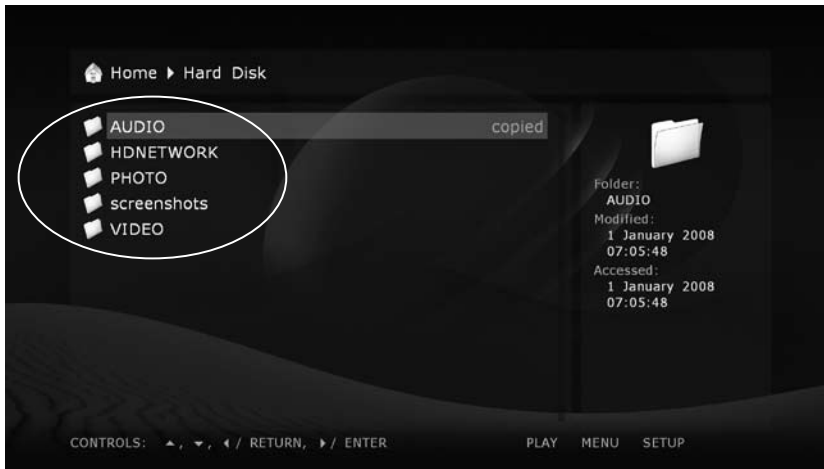 Home ▸ Hard Disk
AUDIO copied
HDNETWORK
PHOTO
screenshots
VIDEO
Folder:
AUDIO
Modified:
1 January 2008
07:05:48
Accessed:
1 January 2008
07:05:48
CONTROLS: ▲, ▼, ◀/ RETURN, ▶/ ENTER PLAY MENU SETUP